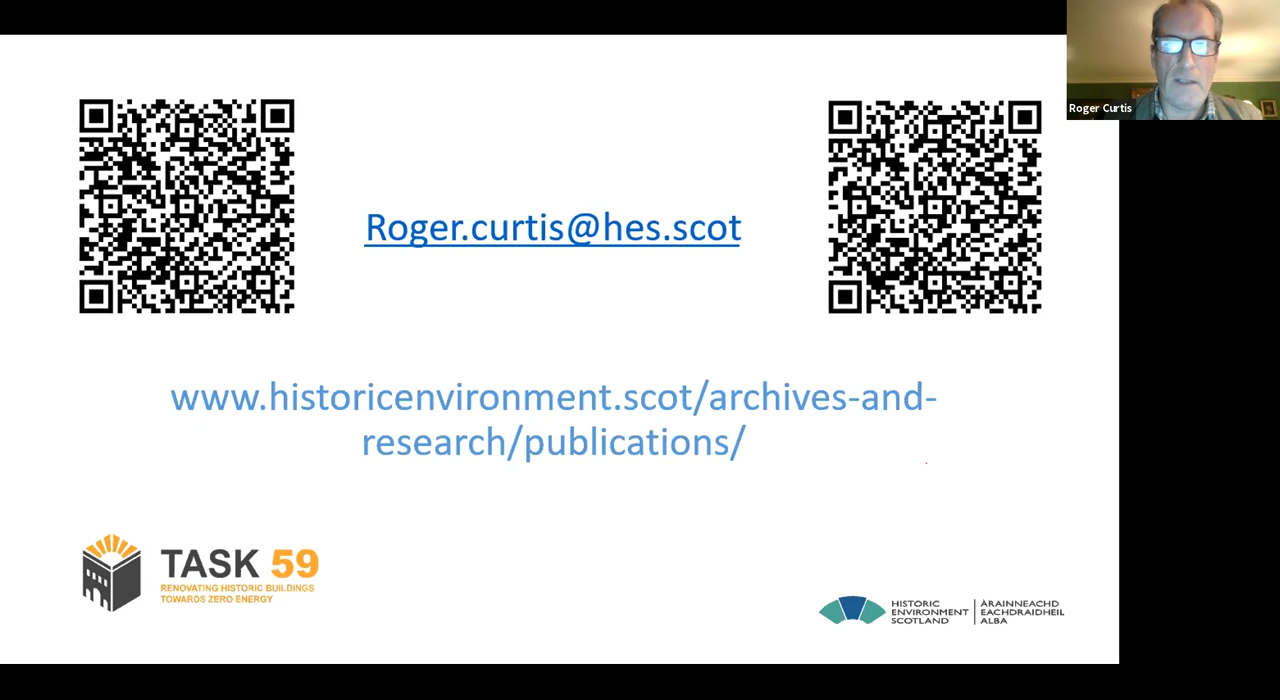 Roger Curtis
Roger.curtis@hes.scot
www.historicenvironment.scot/archives-and-
research/publications/
TASK 59
RENOVATING HISTORIC BUILDINGS
TOWARDS ZERO ENERGY
HISTORIC
ENVIRONMENT
SCOTLAND
ÀRAINNEACHD
EACHDRAIDHEIL
ALBA